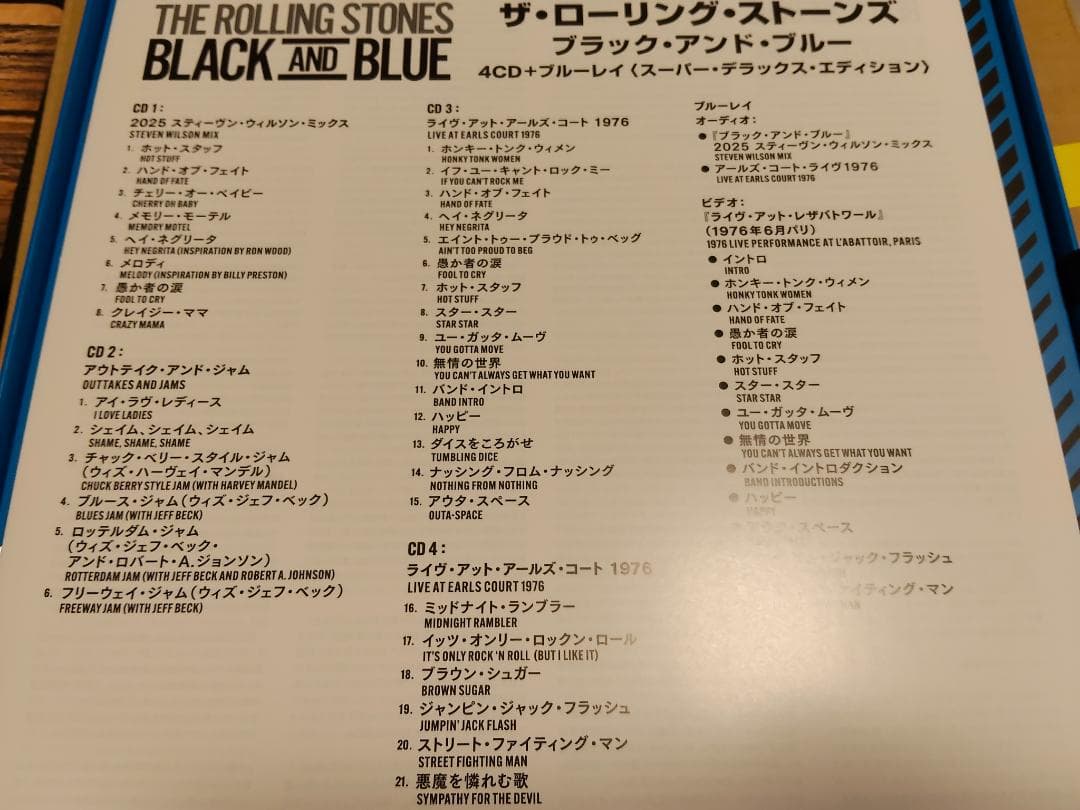 THE ROLLING STONES
BLACK AND BLUE
ザ・ローリング・ストーンズ
ブラック・アンド・ブルー
4CD+ブルーレイ〈スーパー・デラックス・エディション〉
CD 1:
2025 スティーヴン・ウィルソン・ミックス
STEVEN WILSON MIX
1. ホット・スタッフ
HOT STUFF
2. ハンド・オブ・フェイト
HAND OF FATE
3. チェリー・オー・ベイビー
CHERRY OH BABY
4. メモリー・モーテル
MEMORY MOTEL
5. ヘイ・ネグリータ
HEY NEGRITA (INSPIRATION BY RON WOOD)
6. メロディ
MELODY (INSPIRATION BY BILLY PRESTON)
7. 愚か者の涙
FOOL TO CRY
8. クレイジー・ママ
CRAZY MAMA
CD 2:
アウトテイク・アンド・ジャム
OUTTAKES AND JAMS
1. アイ・ラヴ・レディース
I LOVE LADIES
2. シェイム、シェイム、シェイム
SHAME, SHAME, SHAME
3. チャック・ベリー・スタイル・ジャム
(ウィズ・ハーヴェイ・マンデル)
CHUCK BERRY STYLE JAM (WITH HARVEY MANDEL)
4. ブルース・ジャム(ウィズ・ジェフ・ベック)
BLUES JAM (WITH JEFF BECK)
5. ロッテルダム・ジャム
(ウィズ・ジェフ・ベック・
アンド・ロバート・A.ジョンソン)
ROTTERDAM JAM (WITH JEFF BECK AND ROBERT A. JOHNSON)
6. フリーウェイ・ジャム(ウィズ・ジェフ・ベック)
FREEWAY JAM (WITH JEFF BECK)
CD 3:
ライヴ・アット・アールズ・コート 1976
LIVE AT EARLS COURT 1976
1. ホンキー・トンク・ウィメン
HONKY TONK WOMEN
2. イフ・ユー・キャント・ロック・ミー
IF YOU CAN'T ROCK ME
3. ハンド・オブ・フェイト
HAND OF FATE
4. ヘイ・ネグリータ
HEY NEGRITA
5. エイント・トゥー・プラウド・トゥ・ベッグ
AIN'T TOO PROUD TO BEG
6. 愚か者の涙
FOOL TO CRY
7. ホット・スタッフ
HOT STUFF
8. スター・スター
STAR STAR
9. ユー・ガッタ・ムーヴ
YOU GOTTA MOVE
10. 無情の世界
YOU CAN'T ALWAYS GET WHAT YOU WANT
11. バンド・イントロ
BAND INTRO
12. ハッピー
HAPPY
13. ダイスをころがせ
TUMBLING DICE
14. ナッシング・フロム・ナッシング
NOTHING FROM NOTHING
15. アウタ・スペース
OUTA-SPACE
CD 4:
ライヴ・アット・アールズ・コート 1976
LIVE AT EARLS COURT 1976
16. ミッドナイト・ランブラー
MIDNIGHT RAMBLER
17. イッツ・オンリー・ロックン・ロール
IT'S ONLY ROCK 'N ROLL (BUT I LIKE IT)
18. ブラウン・シュガー
BROWN SUGAR
19. ジャンピン・ジャック・フラッシュ
JUMPIN' JACK FLASH
20. ストリート・ファイティング・マン
STREET FIGHTING MAN
21. 悪魔を憐れむ歌
SYMPATHY FOR THE DEVIL
ブルーレイ
オーディオ:
●『ブラック・アンド・ブルー』
2025 スティーヴン・ウィルソン・ミックス
STEVEN WILSON MIX
●アールズ・コート・ライヴ1976
LIVE AT EARLS COURT 1976
ビデオ:
『ライヴ・アット・レザバトワール』
(1976年6月パリ)
1976 LIVE PERFORMANCE AT L'ABATTOIR, PARIS
●イントロ
INTRO
●ホンキー・トンク・ウィメン
HONKY TONK WOMEN
●ハンド・オブ・フェイト
HAND OF FATE
●愚か者の涙
FOOL TO CRY
●ホット・スタッフ
HOT STUFF
●スター・スター
STAR STAR
●ユー・ガッタ・ムーヴ
YOU GOTTA MOVE
●無情の世界
YOU CAN'T ALWAYS GET WHAT YOU WANT
●バンド・イントロダクション
BAND INTRODUCTIONS
●ハッピー
HAPPY
スペース
ジャック・フラッシュ
ァイティング・マン
MAN